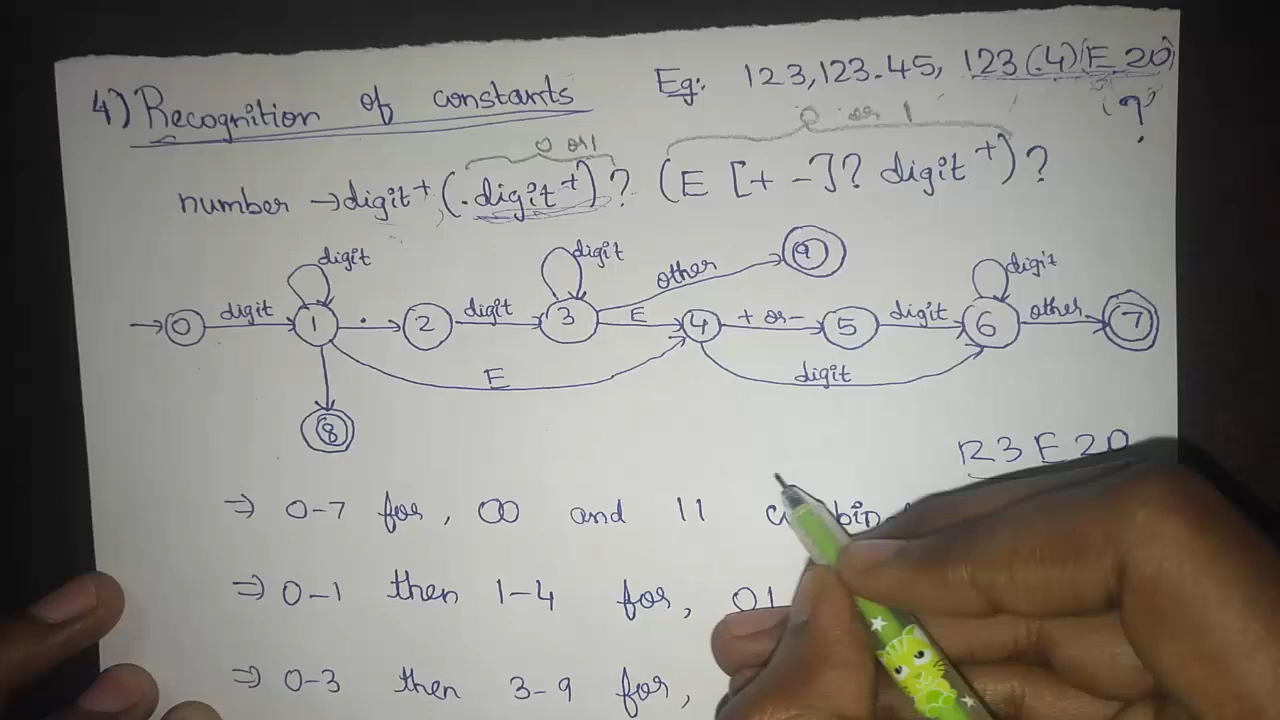 4) Recognition of constants Eg: 123, 123.45, 123(.4)(E 20)
(?)
0 or 1 0 or 1
number → digit+ (.digit+)? (E [+ -]? digit+)?
digit digit other 9 digit
0 digit 1 . 2 digit 3 E 4 + or - 5 digit 6 other 7
E digit
8
123 E 20
⇒ 0-7 for, 00 and 11
⇒ 0-1 then 1-4 for, 01
⇒ 0-3 then 3-9 for,